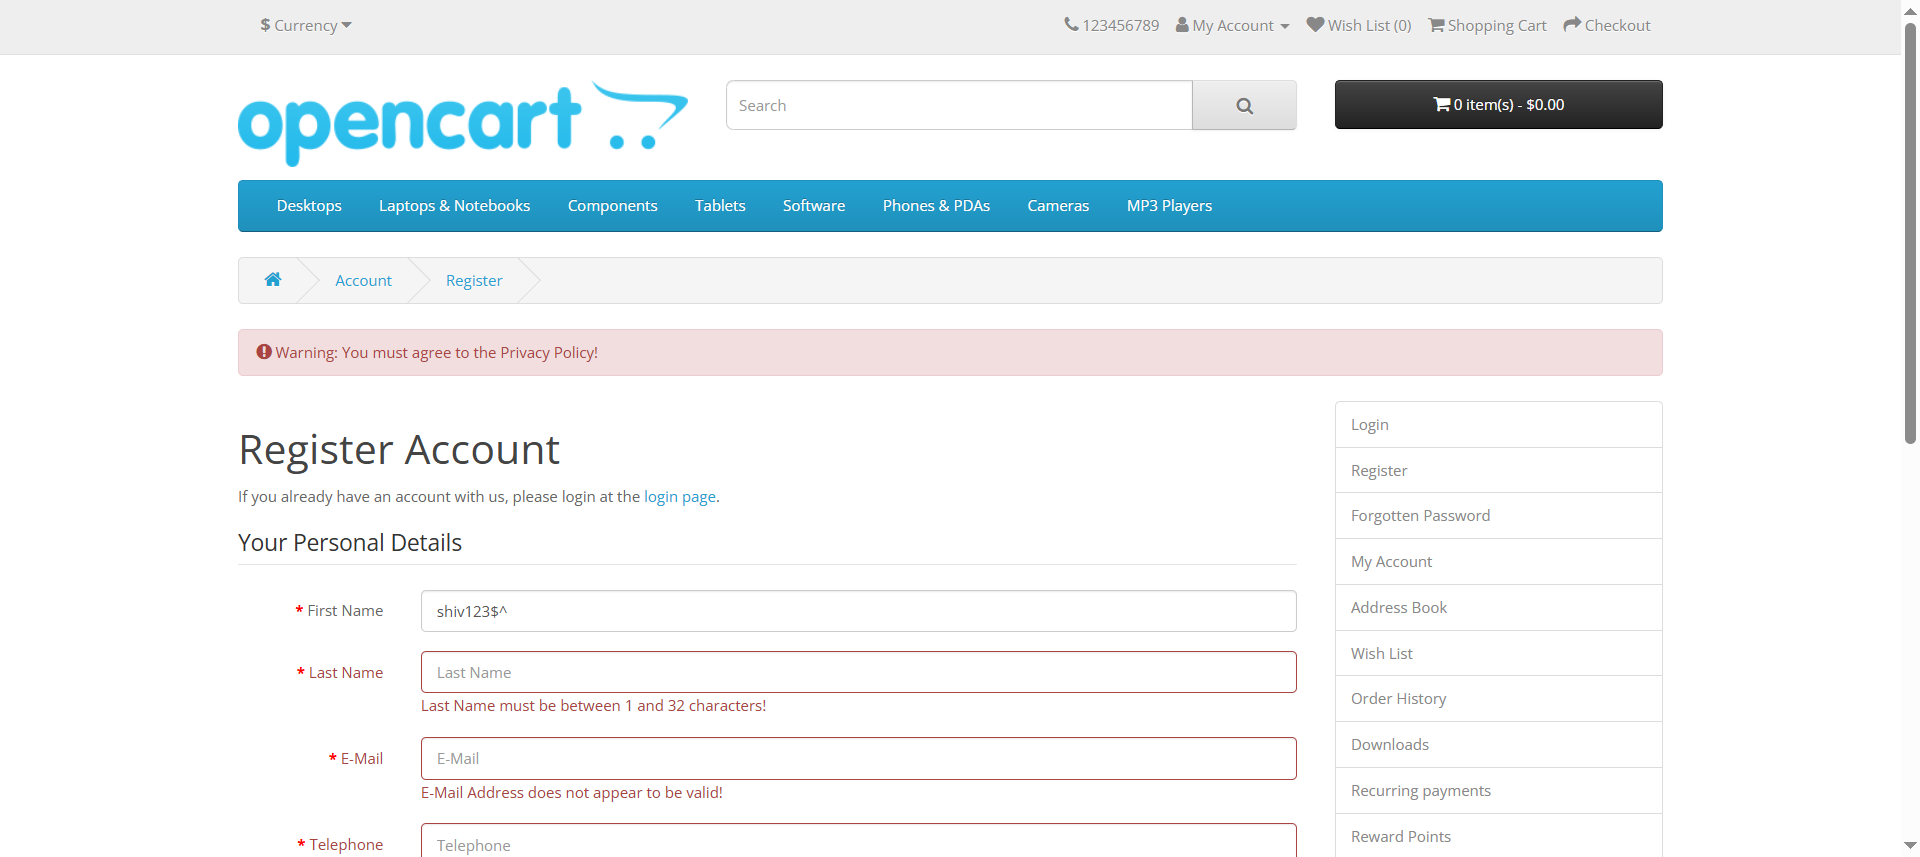 $ Currency
123456789 My Account Wish List (0) Shopping Cart Checkout
opencart
Search
0 item(s) - $0.00
Desktops Laptops & Notebooks Components Tablets Software Phones & PDAs Cameras MP3 Players
Account Register
Warning: You must agree to the Privacy Policy!
Register Account
If you already have an account with us, please login at the login page.
Your Personal Details
* First Name shiv123$^
* Last Name Last Name
Last Name must be between 1 and 32 characters!
* E-Mail E-Mail
E-Mail Address does not appear to be valid!
* Telephone Telephone
Login
Register
Forgotten Password
My Account
Address Book
Wish List
Order History
Downloads
Recurring payments
Reward Points